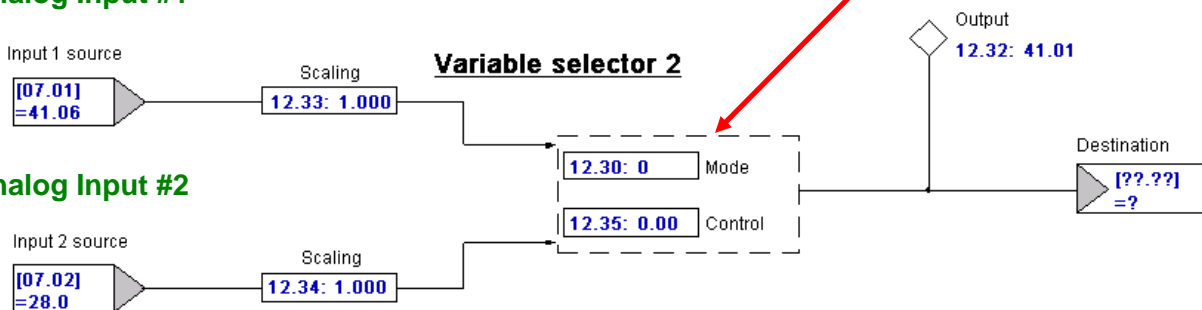 Input 1 source
[07.01]
=41.06
Scaling
12.33: 1.000
Variable selector 2
Output
12.32: 41.01
12.30: 0 Mode
12.35: 0.00 Control
Destination
[??.??]
=?
Input #2
Input 2 source
[07.02]
=28.0
Scaling
12.34: 1.000